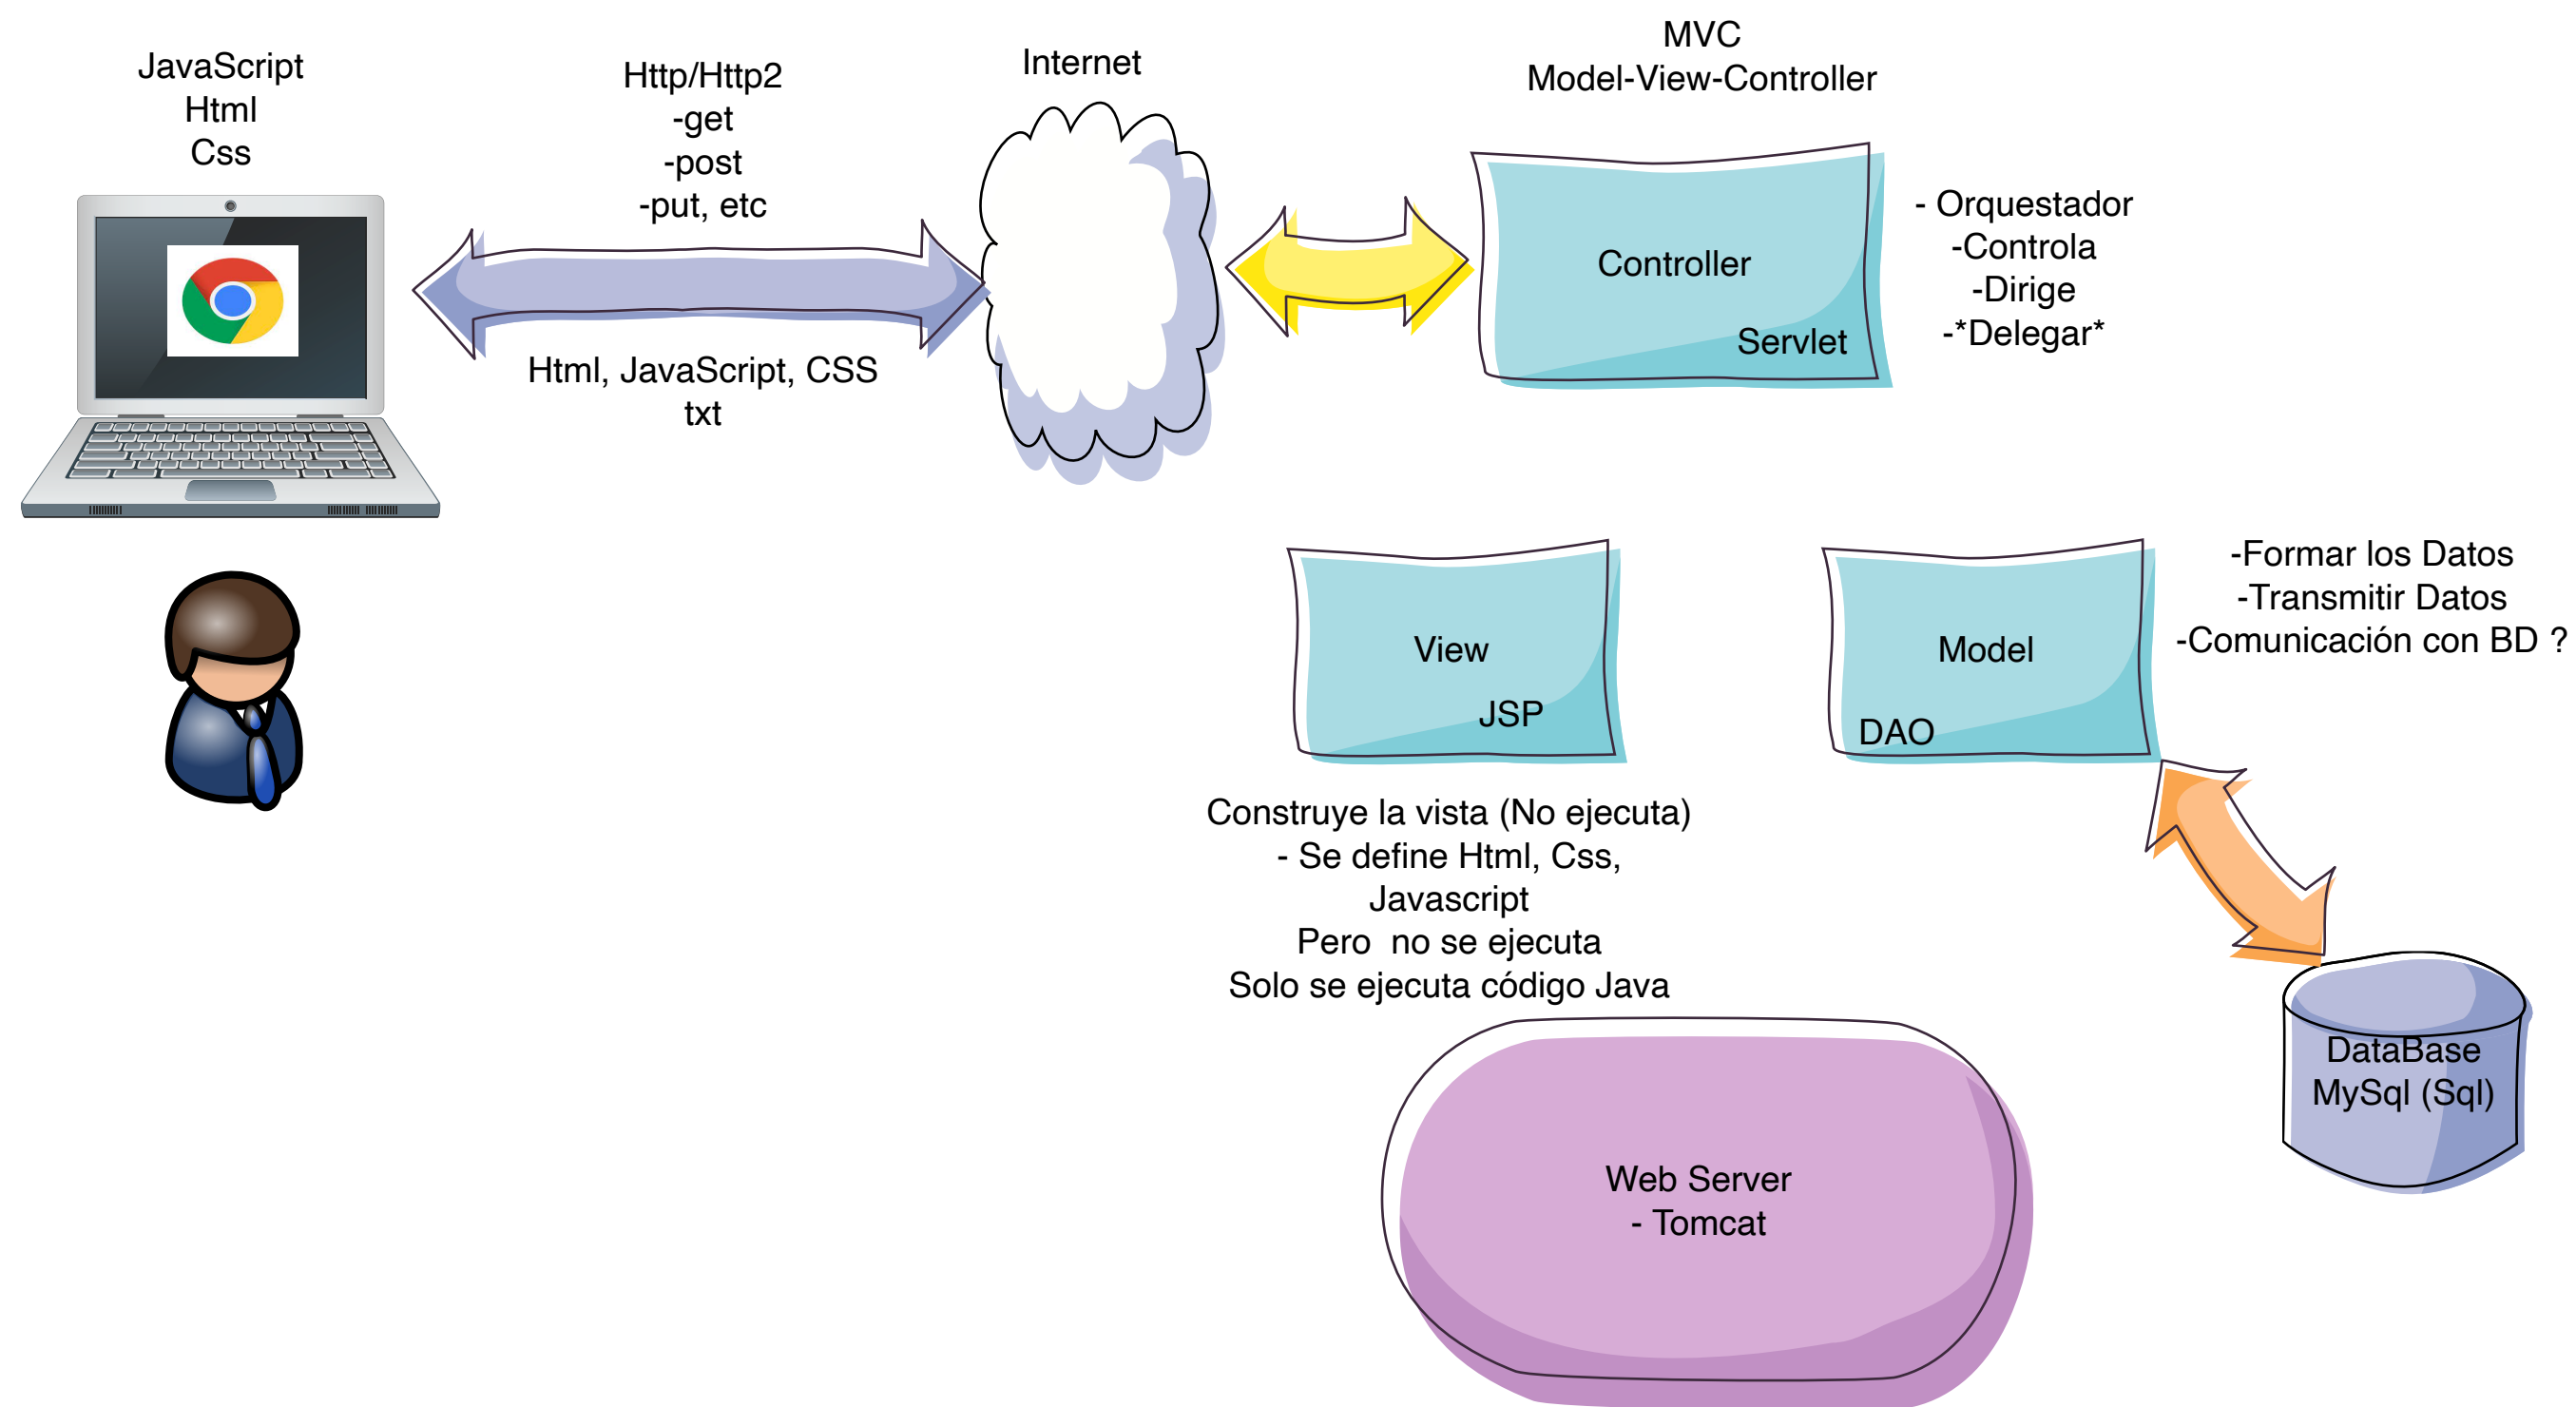 JavaScript
Html
Css
Http/Http2
-get
-post
-put, etc
Html, JavaScript, CSS
txt
Internet
MVC
Model-View-Controller
Controller
Servlet
- Orquestador
-Controla
-Dirige
-*Delegar*
View
JSP
Construye la vista (No ejecuta)
- Se define Html, Css,
Javascript
Pero  no se ejecuta
Solo se ejecuta código Java
Model
DAO
-Formar los Datos
-Transmitir Datos
-Comunicación con BD ?
DataBase
MySql (Sql)
Web Server
- Tomcat